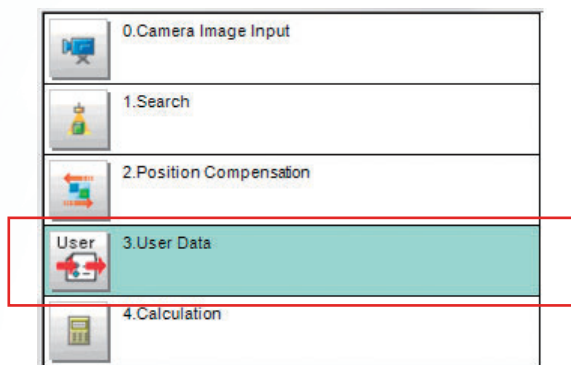 0.Camera Image Input
1.Search
2.Position Compensation
User
3.User Data
4.Calculation